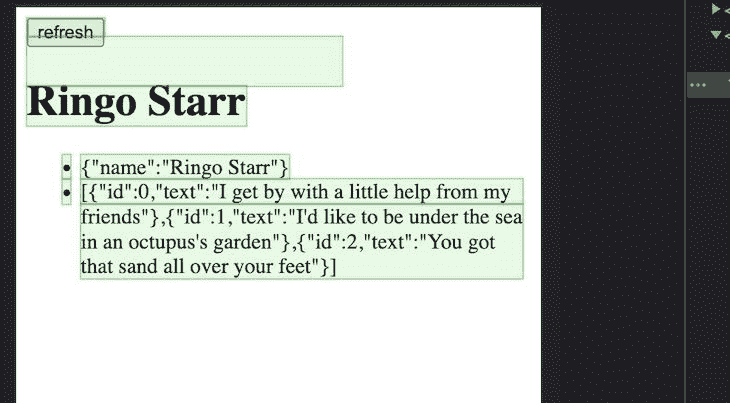 refresh
Ringo Starr
{"name":"Ringo Starr"}
[{"id":0,"text":"I get by with a little help from my
friends"},{"id":1,"text":"I'd like to be under the sea
in an octupus's garden"},{"id":2,"text":"You got
that sand all over your feet"}]